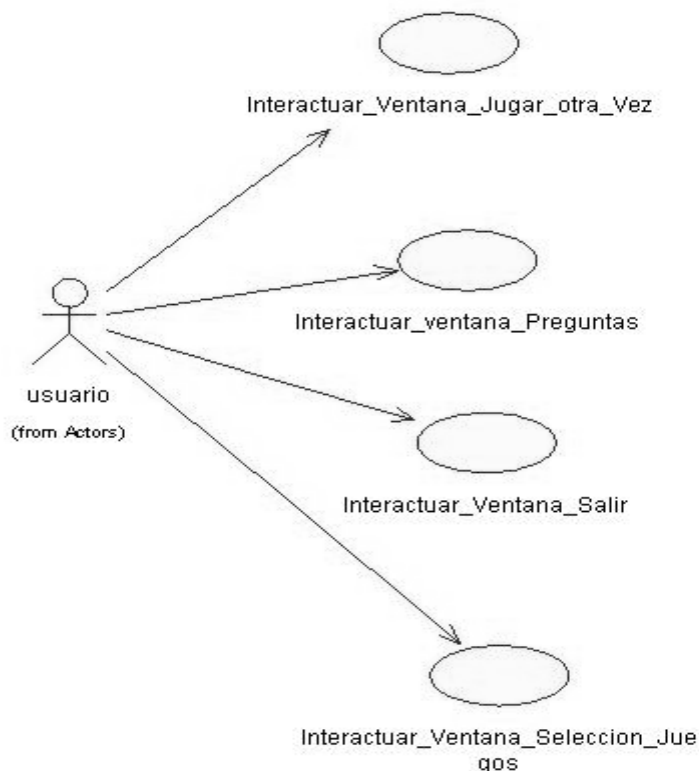 Interactuar_Ventana_Jugar_otra_Vez
Interactuar_ventana_Preguntas
usuario
(from Actors)
Interactuar_Ventana_Salir
Interactuar_Ventana_Seleccion_Jue
gos